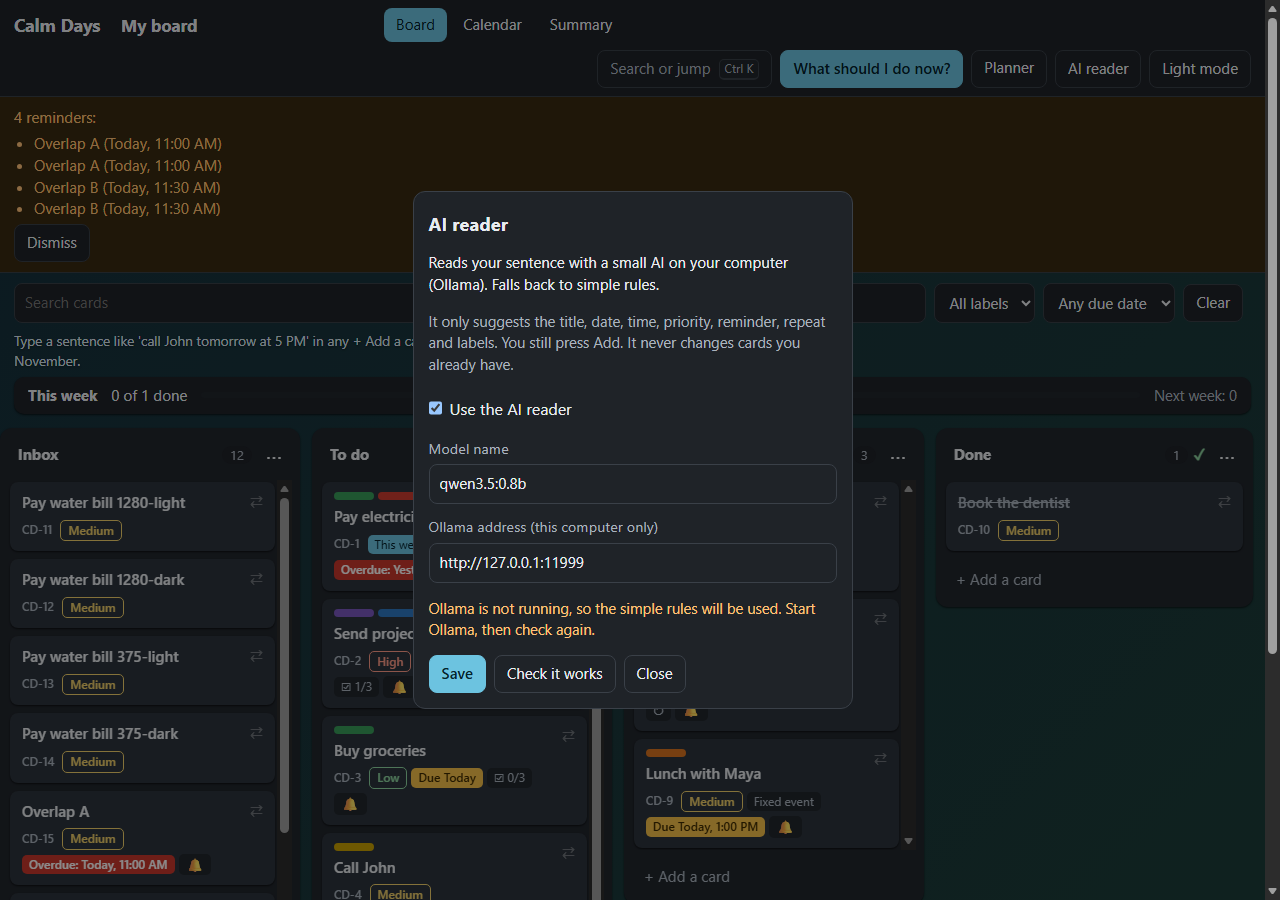 Calm Days My board Board Calendar Summary
Search or jump Ctrl K What should I do now? Planner AI reader Light mode
4 reminders:
Overlap A (Today, 11:00 AM)
Overlap A (Today, 11:00 AM)
Overlap B (Today, 11:30 AM)
Overlap B (Today, 11:30 AM)
Dismiss
Search cards All labels Any due date Clear
Type a sentence like 'call John tomorrow at 5 PM' in any + Add a
November.
This week 0 of 1 done Next week: 0
AI reader
Reads your sentence with a small AI on your computer
(Ollama). Falls back to simple rules.
It only suggests the title, date, time, priority, reminder, repeat
and labels. You still press Add. It never changes cards you
already have.
Use the AI reader
Model name
qwen3.5:0.8b
Ollama address (this computer only)
http://127.0.0.1:11999
Ollama is not running, so the simple rules will be used. Start
Ollama, then check again.
Save Check it works Close
Inbox 12 ...
Pay water bill 1280-light
CD-11 Medium
Pay water bill 1280-dark
CD-12 Medium
Pay water bill 375-light
CD-13 Medium
Pay water bill 375-dark
CD-14 Medium
Overlap A
CD-15 Medium
Overdue: Today, 11:00 AM
To do
Pay
CD-1 This
Overdue:
Send
CD-2 High
1/3
Buy groceries
CD-3 Low Due Today 0/3
Call John
CD-4 Medium
3 ...
Lunch with Maya
CD-9 Medium Fixed event
Due Today, 1:00 PM
+ Add a card
Done 1 ✓ ...
Book the dentist
CD-10 Medium
+ Add a card